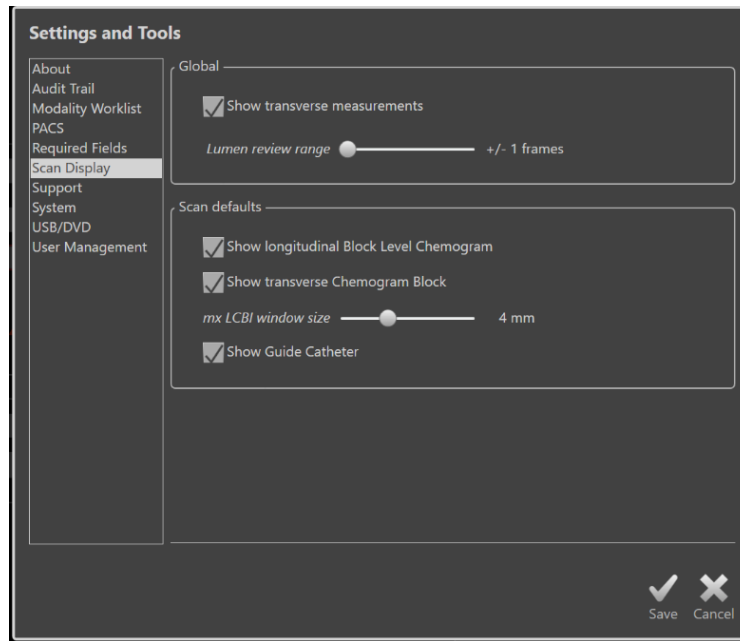 Settings and Tools
About
Audit Trail
Modality Worklist
PACS
Required Fields
Scan Display
Support
System
USB/DVD
User Management
Global
Show transverse measurements
Lumen review range +/- 1 frames
Scan defaults
Show longitudinal Block Level Chemogram
Show transverse Chemogram Block
mx LCBI window size 4 mm
Show Guide Catheter
Save Cancel